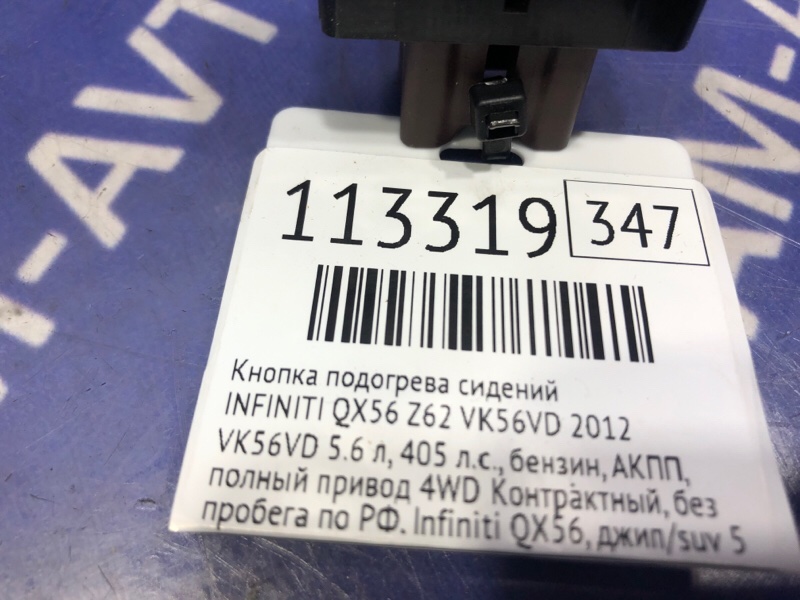 113319 347
Кнопка подогрева сидений
INFINITI QX56 Z62 VK56VD 2012
VK56VD 5.6 л, 405 л.с., бензин, АКПП,
полный привод 4WD Контрактный, без
пробега по РФ. Infiniti QX56, джип/suv 5